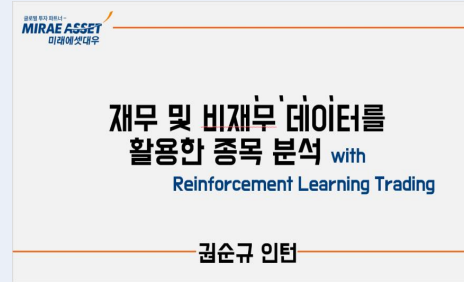 글로벌 투자 파트너-
MIRAE ASSET
미래에셋대우
재무 및 비재무 데이터를
활용한 종목 분석 with
Reinforcement Learning Trading
권순규 인턴